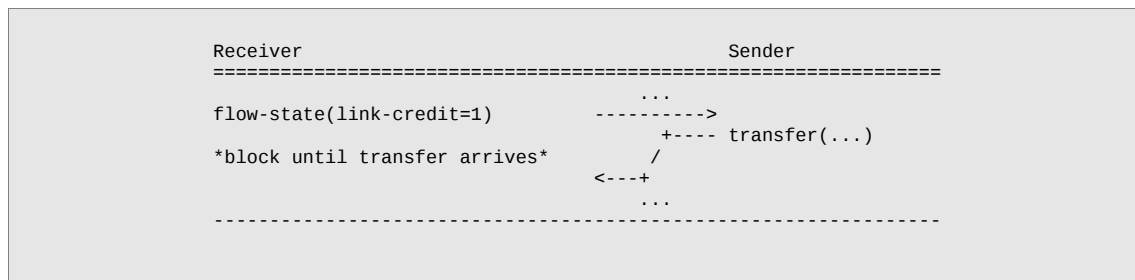 Receiver                                      Sender
=================================================================
                                      ...
flow-state(link-credit=1)         ---------->
                                        +---- transfer(...)
*block until transfer arrives*         /
                                  <---+
                                      ...
-----------------------------------------------------------------